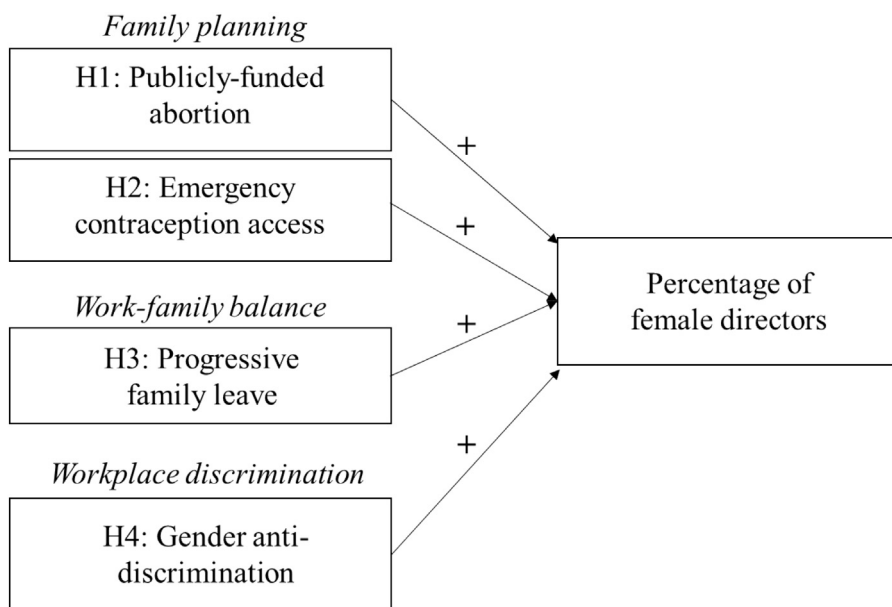 Family planning
H1: Publicly-funded
abortion
+
H2: Emergency
contraception access
+
Work-family balance
H3: Progressive
family leave
+
Workplace discrimination
H4: Gender anti-
discrimination
+
Percentage of
female directors